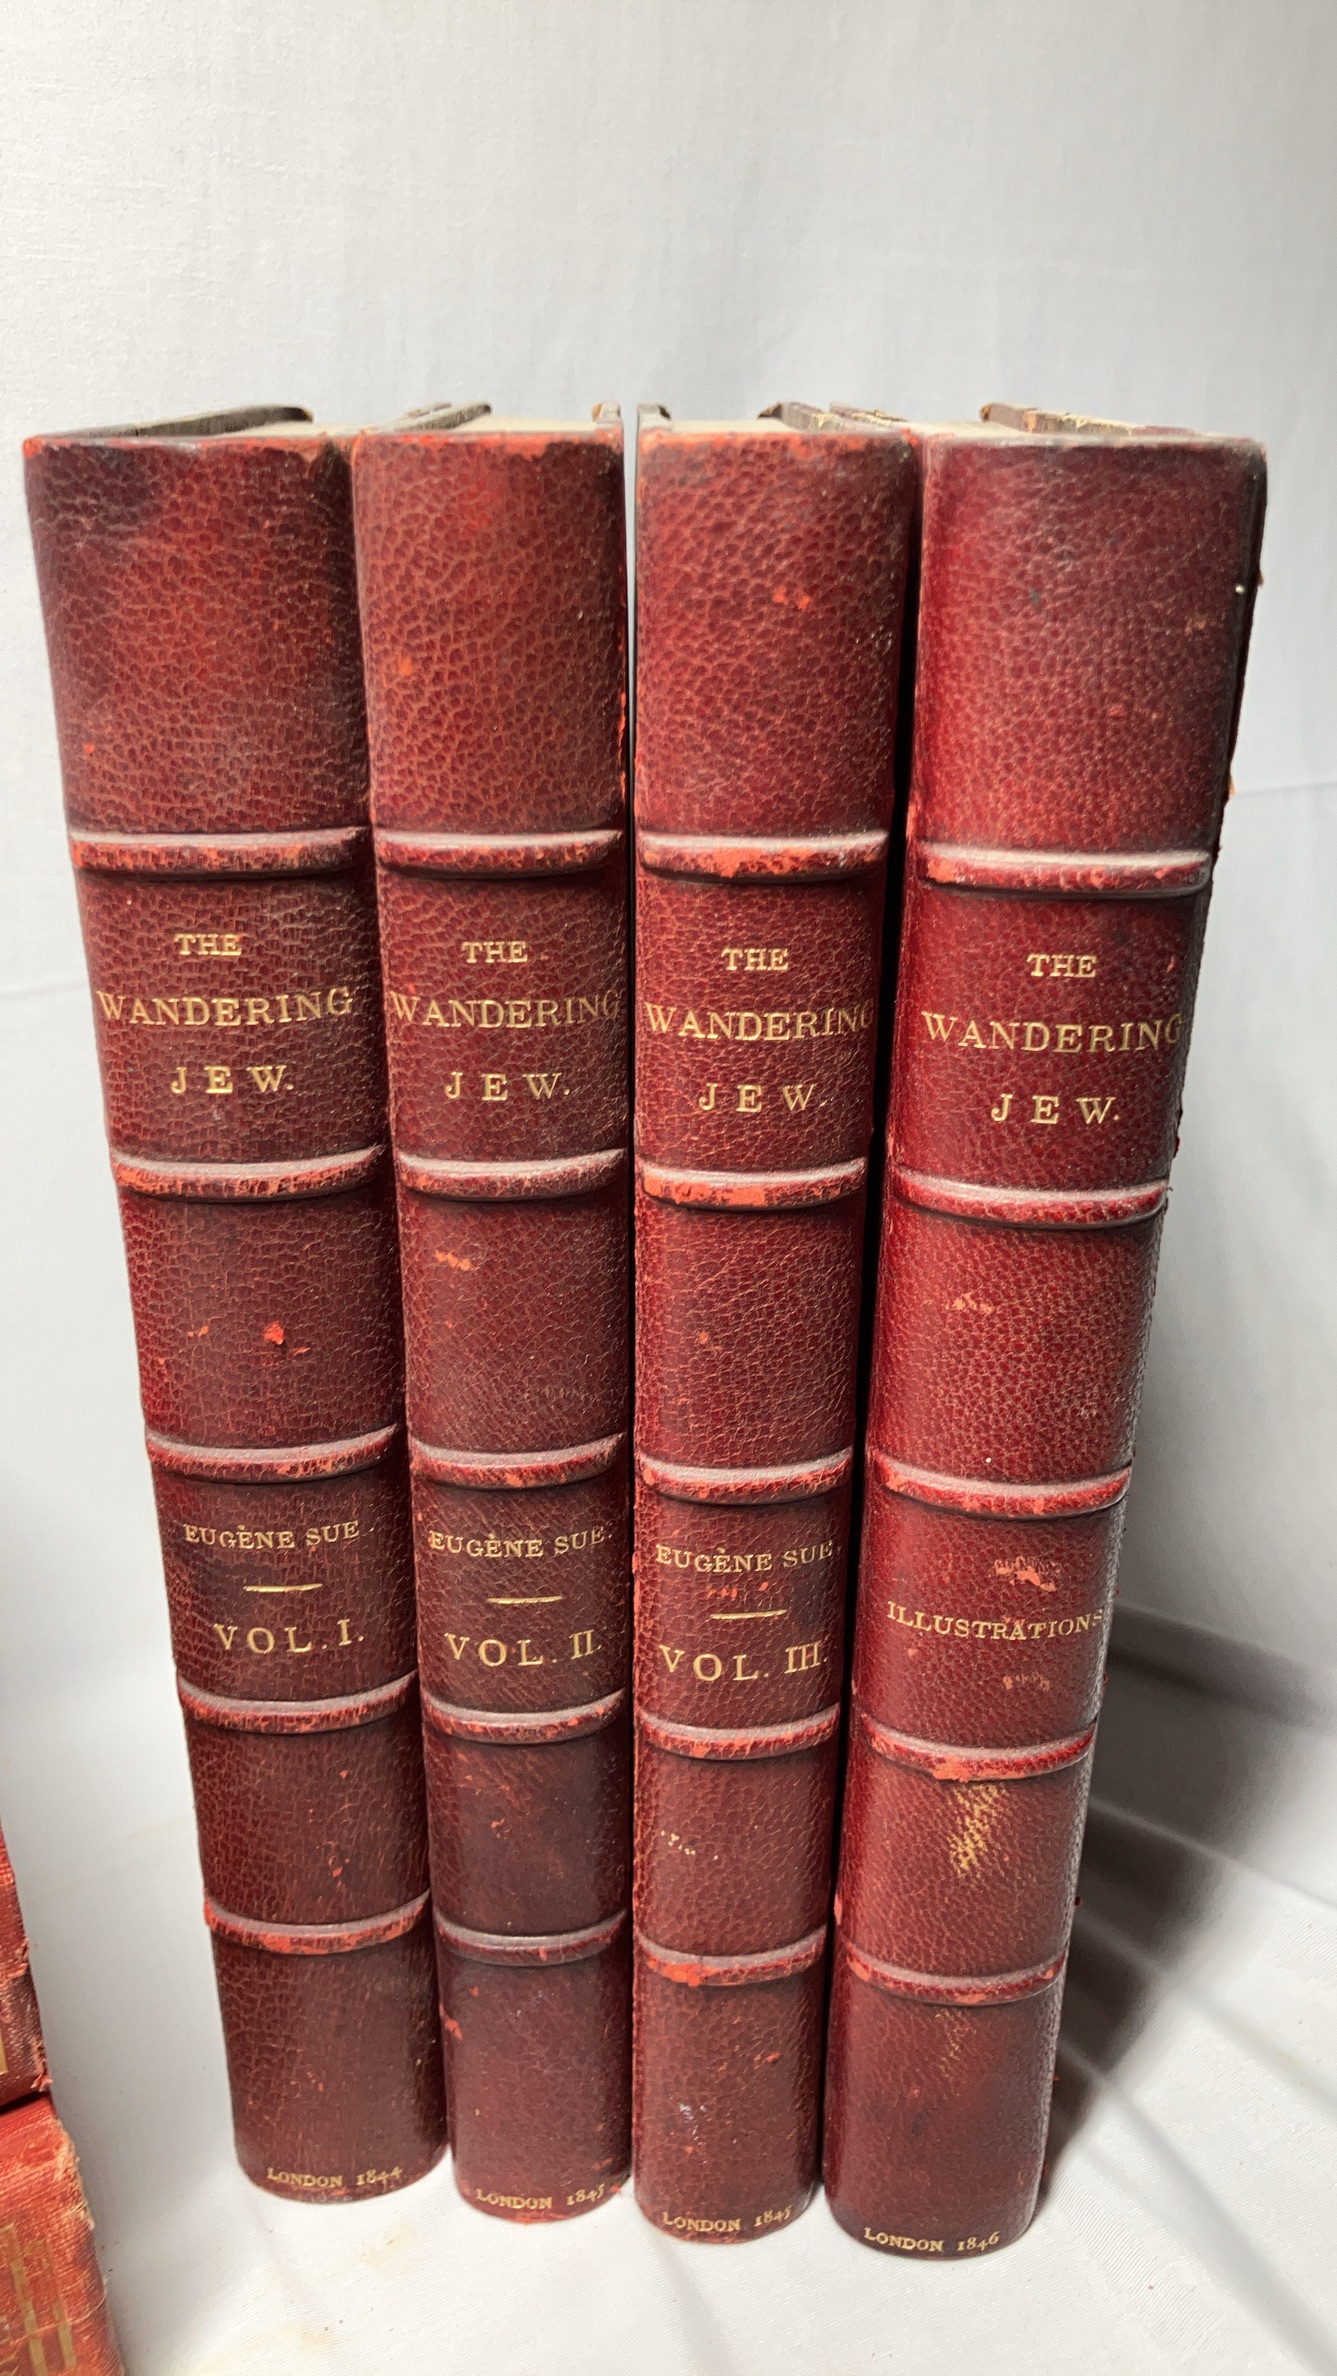 THE
WANDERING
JEW.
EUGÈNE SUE.
VOL. I.
LONDON 1844
THE
WANDERING
JEW.
EUGÈNE SUE.
VOL. II.
LONDON 1845
THE
WANDERING
JEW.
EUGÈNE SUE.
VOL. III.
LONDON 1845
THE
WANDERING
JEW.
ILLUSTRATIONS
LONDON 1846